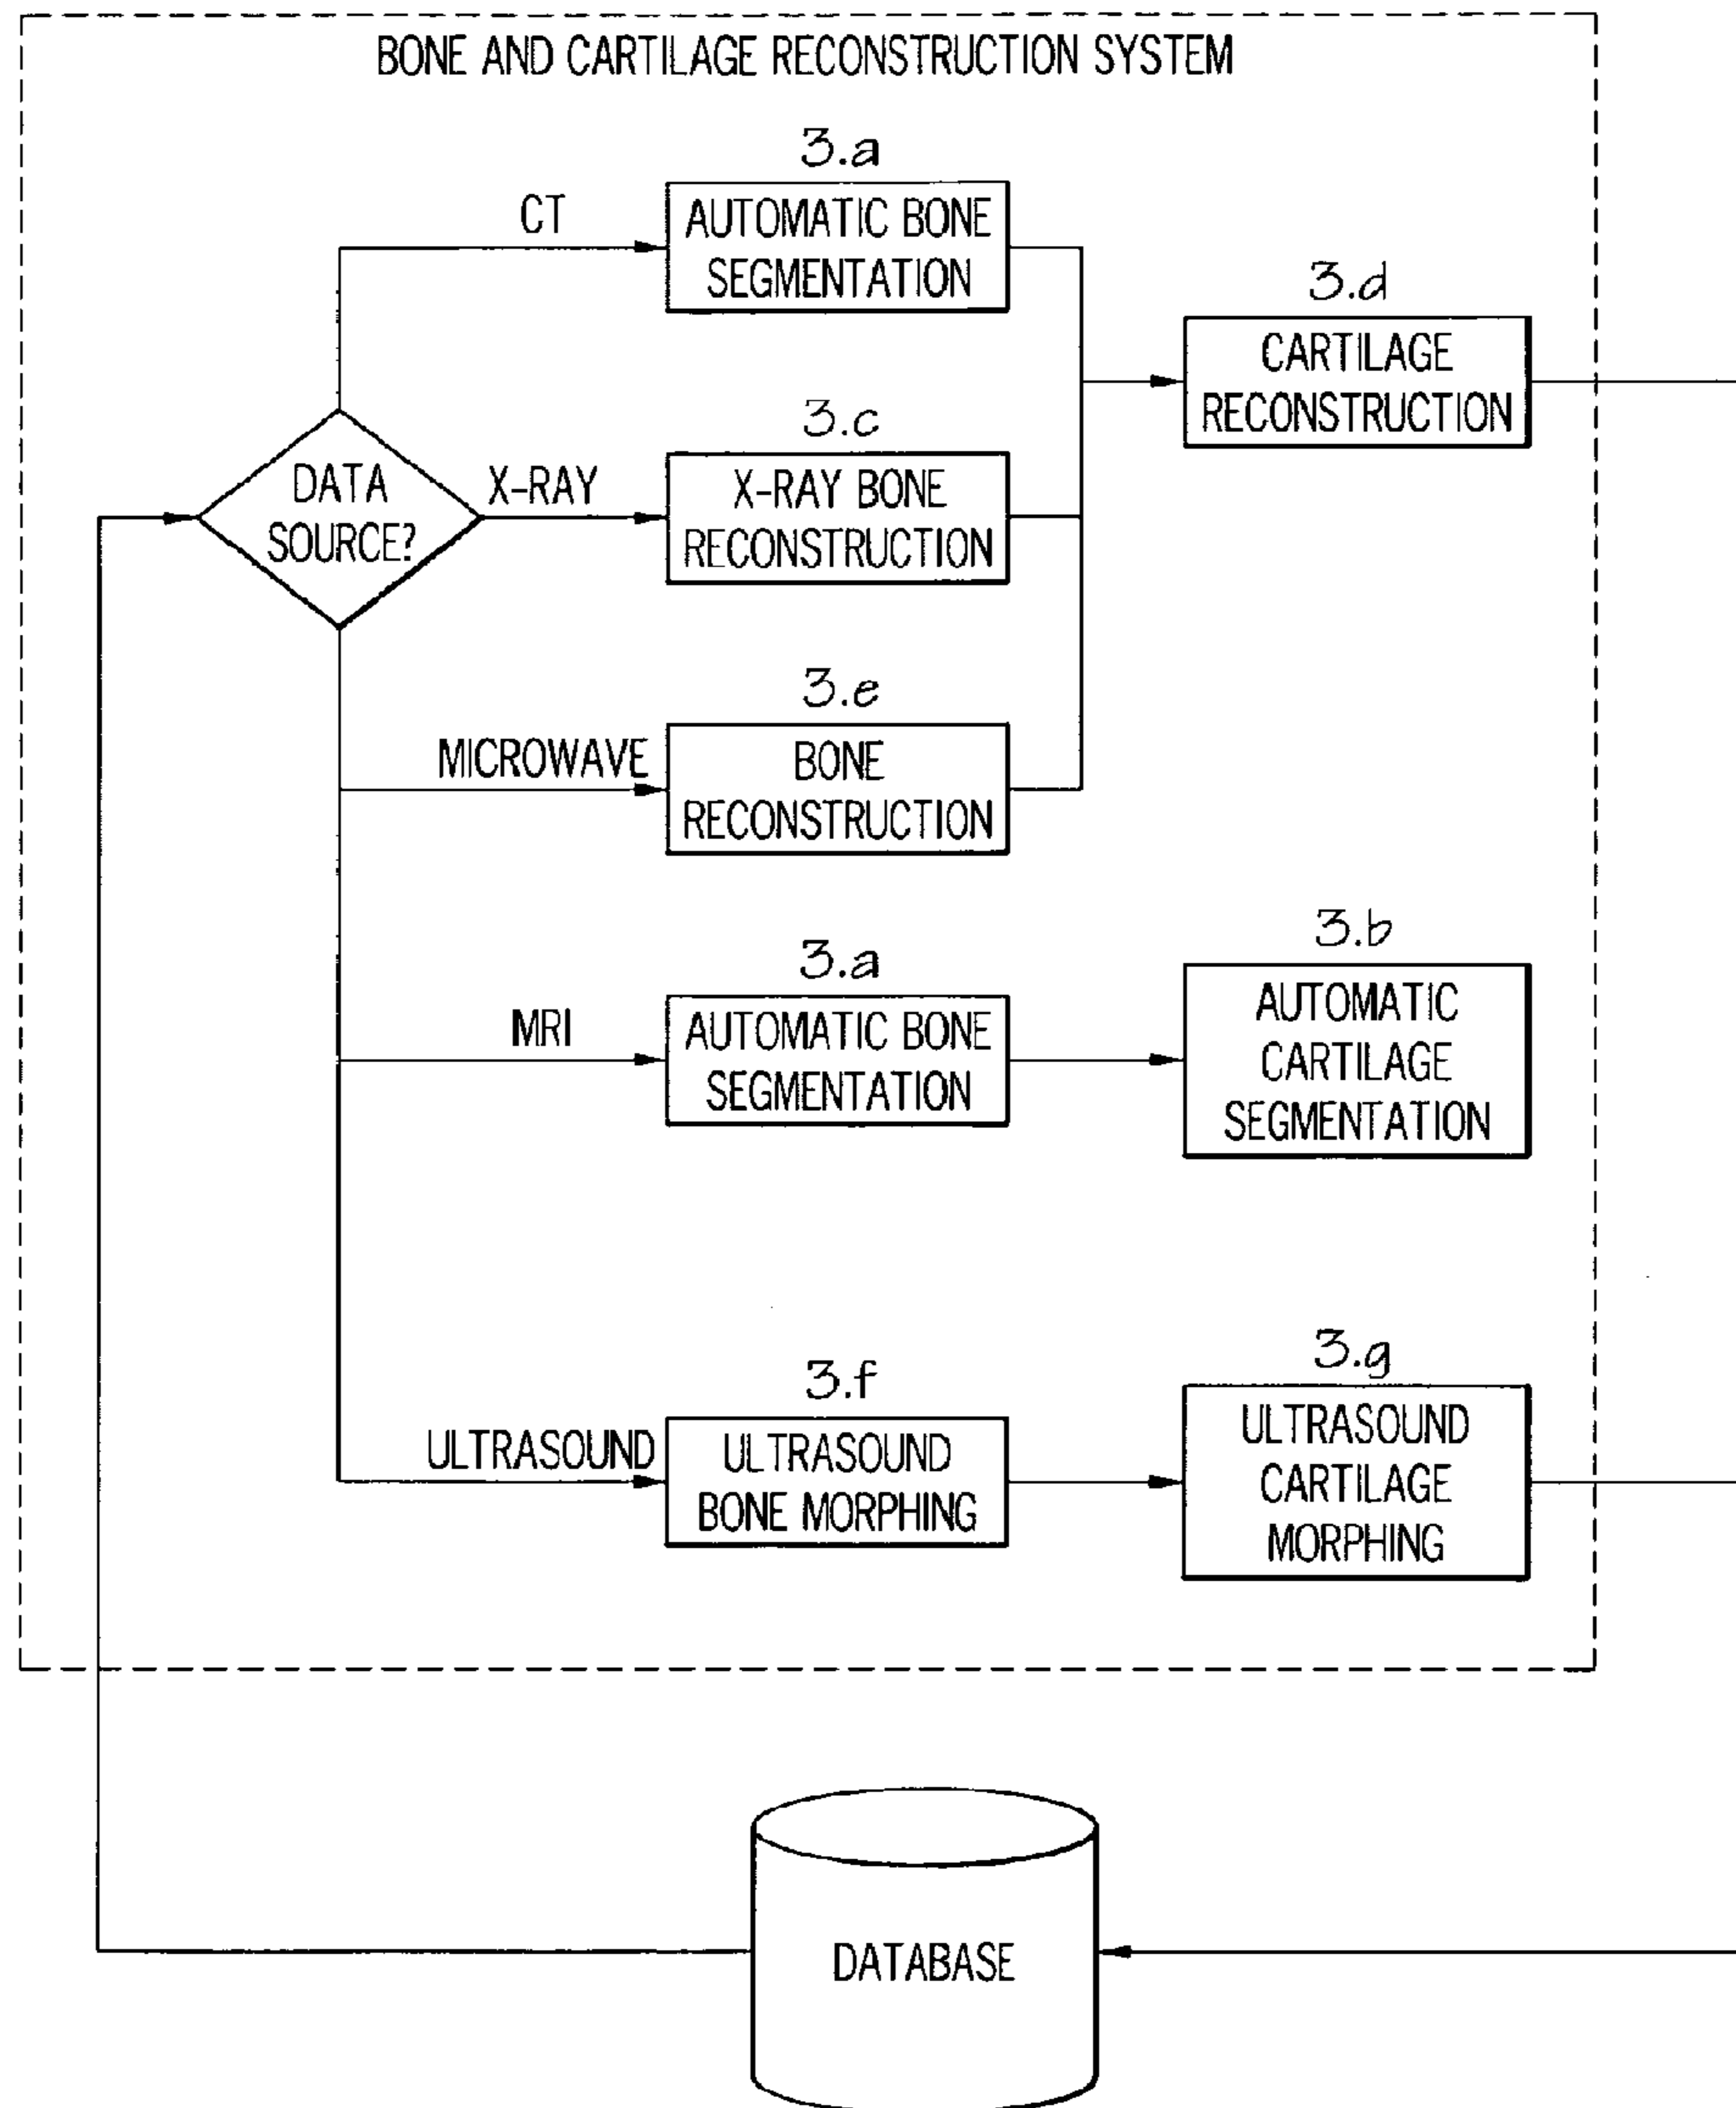 BONE AND CARTILAGE RECONSTRUCTION SYSTEM
3.a
CT
AUTOMATIC BONE
SEGMENTATION
3.d
CARTILAGE
RECONSTRUCTION
3.c
DATA
SOURCE?
X-RAY
X-RAY BONE
RECONSTRUCTION
3.e
MICROWAVE
BONE
RECONSTRUCTION
3.a
MRI
AUTOMATIC BONE
SEGMENTATION
3.b
AUTOMATIC
CARTILAGE
SEGMENTATION
3.f
ULTRASOUND
ULTRASOUND
BONE MORPHING
3.g
ULTRASOUND
CARTILAGE
MORPHING
DATABASE